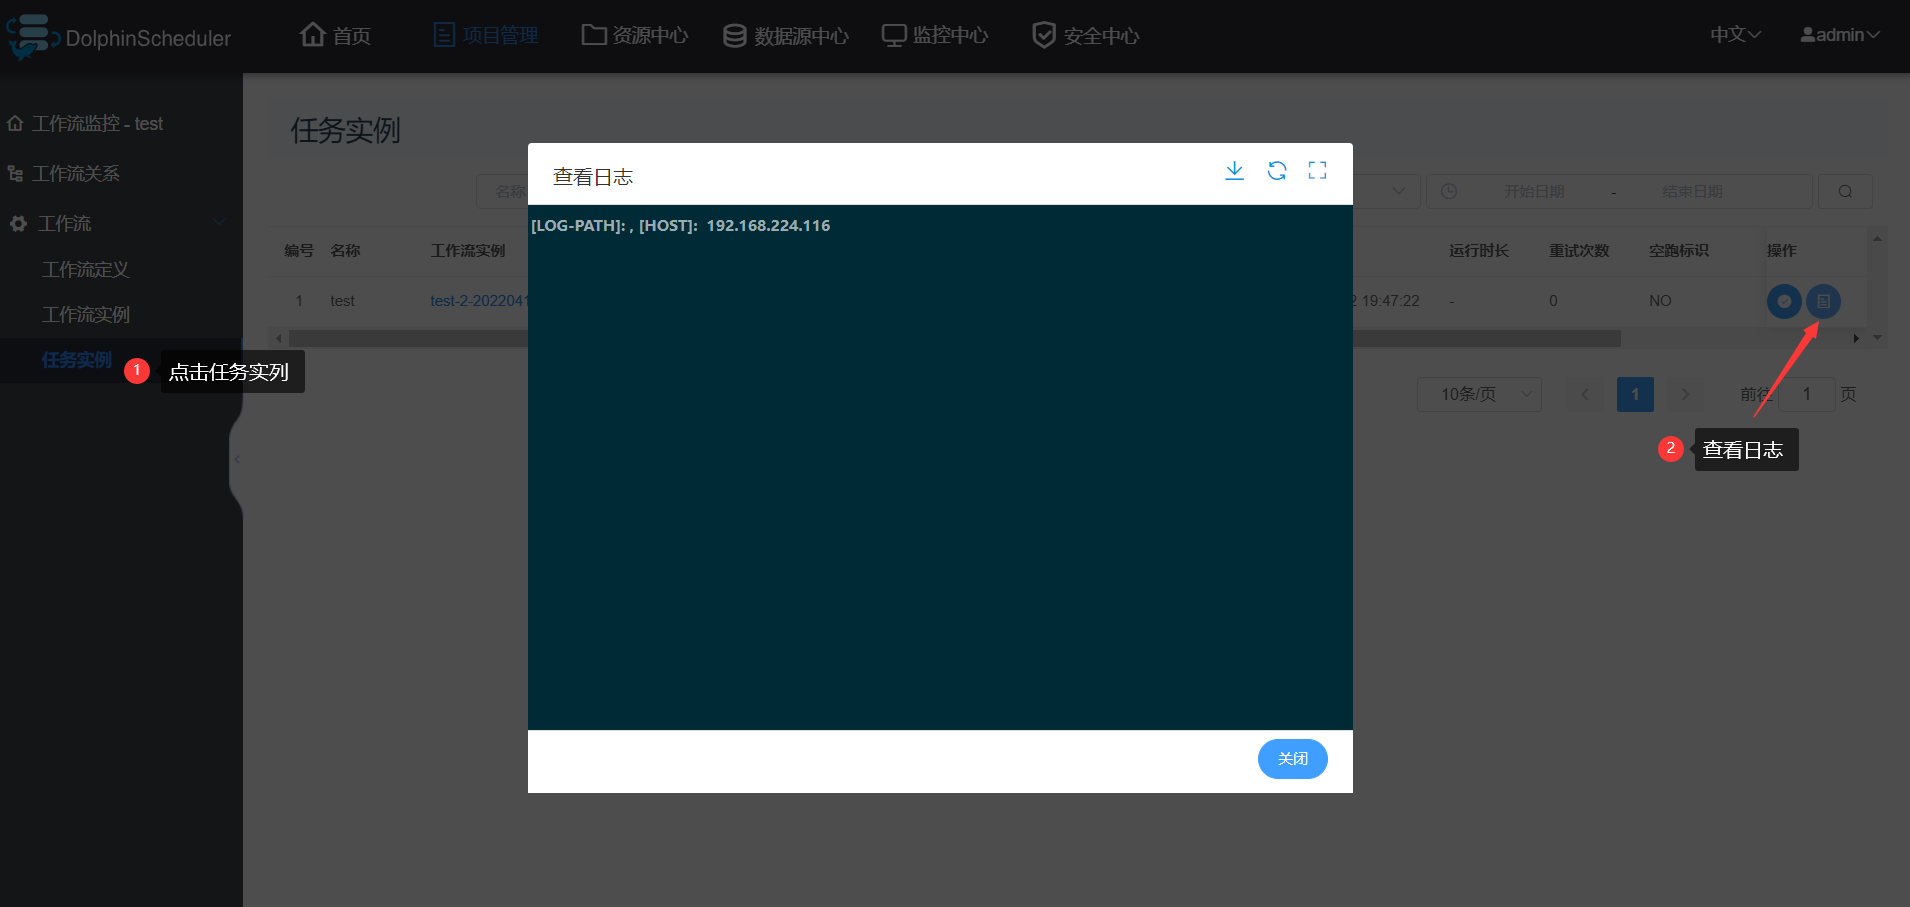 DolphinScheduler
首页
项目管理
资源中心
数据源中心
监控中心
安全中心
中文
admin
工作流监控 - test
工作流关系
工作流
工作流定义
工作流实例
任务实例
1
点击任务实列
任务实例
名称
开始日期 - 结束日期
编号 名称 工作流实例 运行时长 重试次数 空跑标识 操作
1 test test-2-202204 2 19:47:22 - 0 NO
10条/页
1
前往 1 页
2
查看日志
查看日志
[LOG-PATH]: , [HOST]: 192.168.224.116
关闭